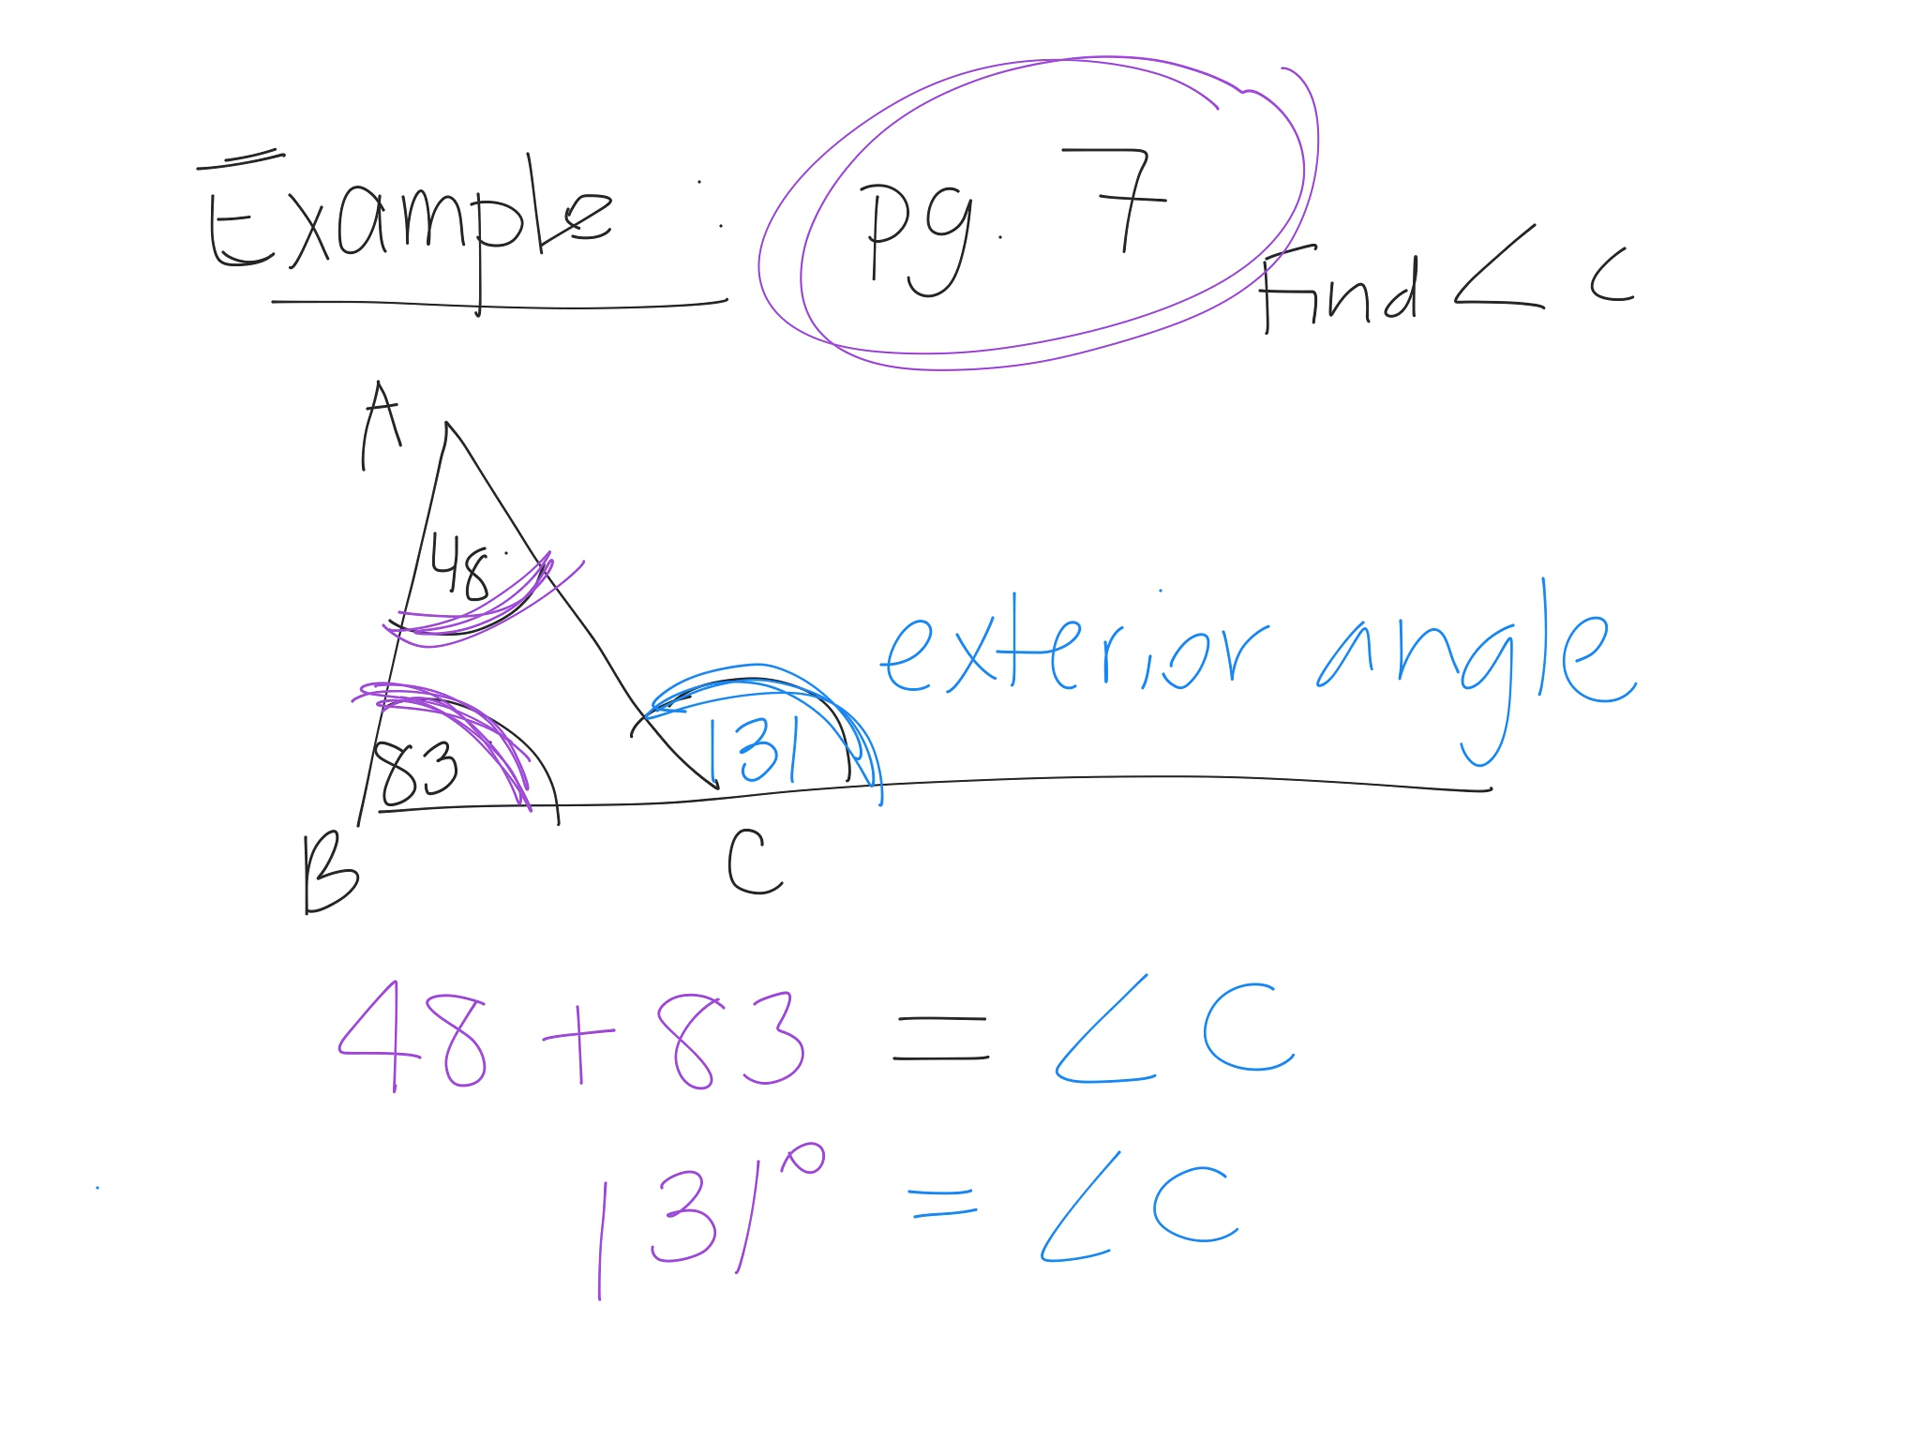 Example : pg. 7
Find ∠ C
A
48
exterior angle
131
83
B
C
48 + 83 = ∠ C
131° = ∠ C